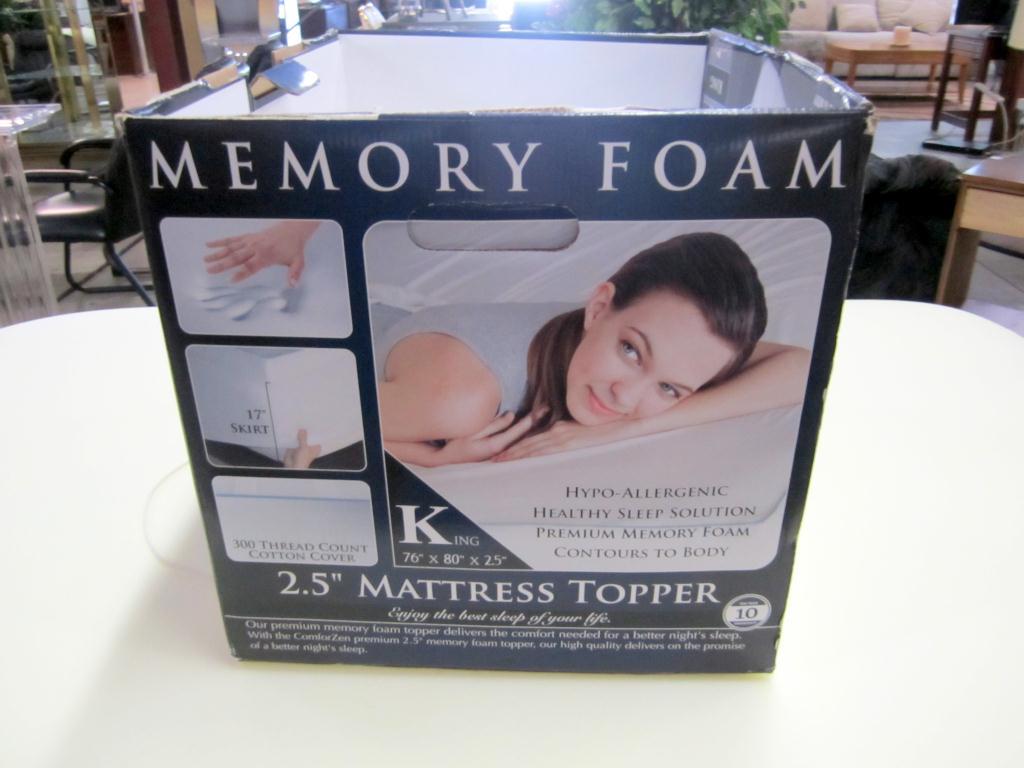 MEMORY FOAM
17"
SKIRT
300 THREAD COUNT
COTTON COVER
KING
76" X 80" X 2.5"
HYPO-ALLERGENIC
HEALTHY SLEEP SOLUTION
PREMIUM MEMORY FOAM
CONTOURS TO BODY
2.5" MATTRESS TOPPER
Enjoy the best sleep of your life.
10
Our premium memory foam topper delivers the comfort needed for a better night's sleep.
With the ComforZen premium 2.5" memory foam topper, our high quality delivers on the promise
of a better night's sleep.